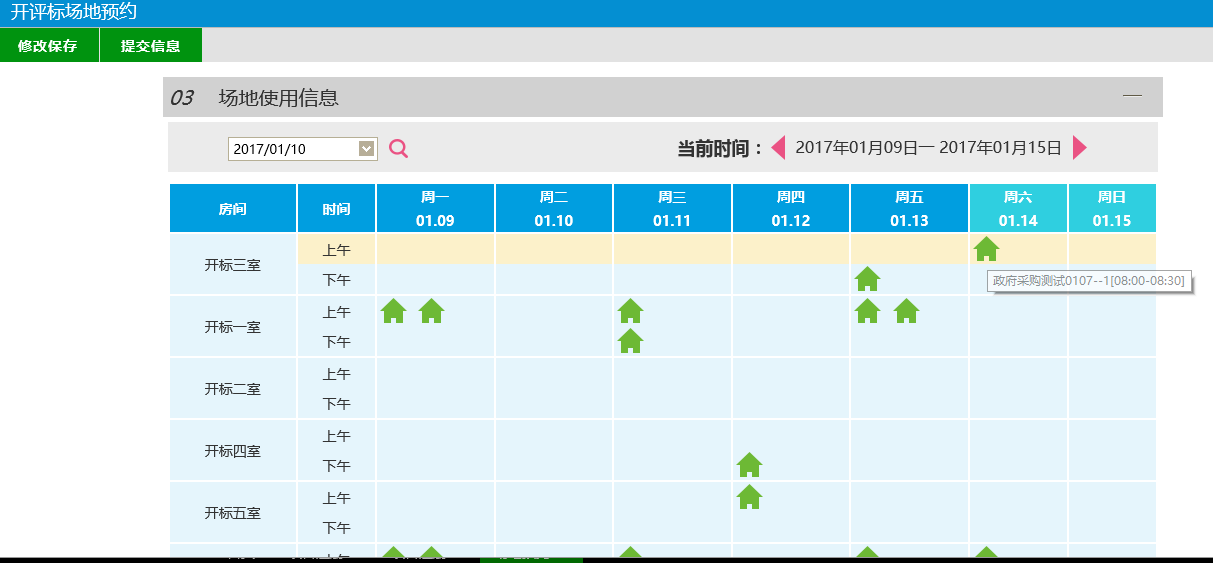 开评标场地预约
修改保存 提交信息
03 场地使用信息
2017/01/10 当前时间： 2017年01月09日一 2017年01月15日
房间 时间 周一 周二 周三 周四 周五 周六 周日
01.09 01.10 01.11 01.12 01.13 01.14 01.15
开标三室
上午
下午
政府采购测试0107--1[08:00-08:30]
开标一室
上午
下午
开标二室
上午
下午
开标四室
上午
下午
开标五室
上午
下午
上午